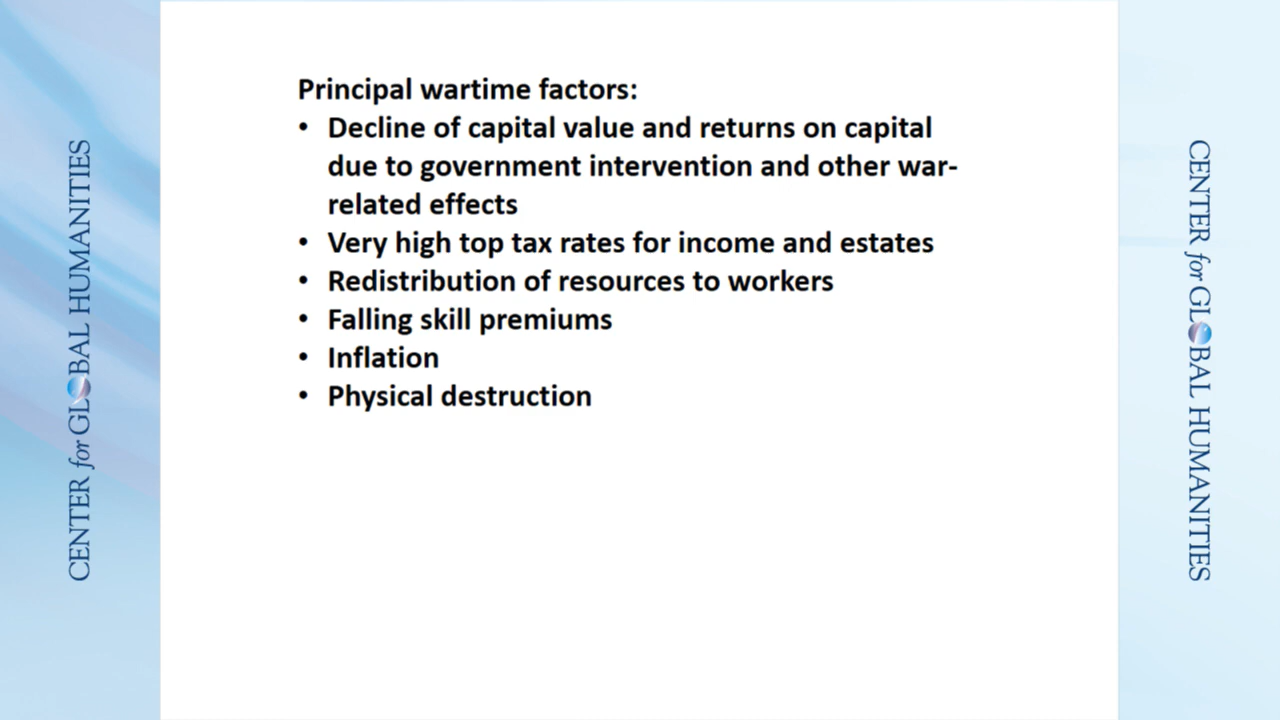 Principal wartime factors:
• Decline of capital value and returns on capital
due to government intervention and other war-
related effects
• Very high top tax rates for income and estates
• Redistribution of resources to workers
• Falling skill premiums
• Inflation
• Physical destruction
CENTER for GLOBAL HUMANITIES
CENTER for GLOBAL HUMANITIES